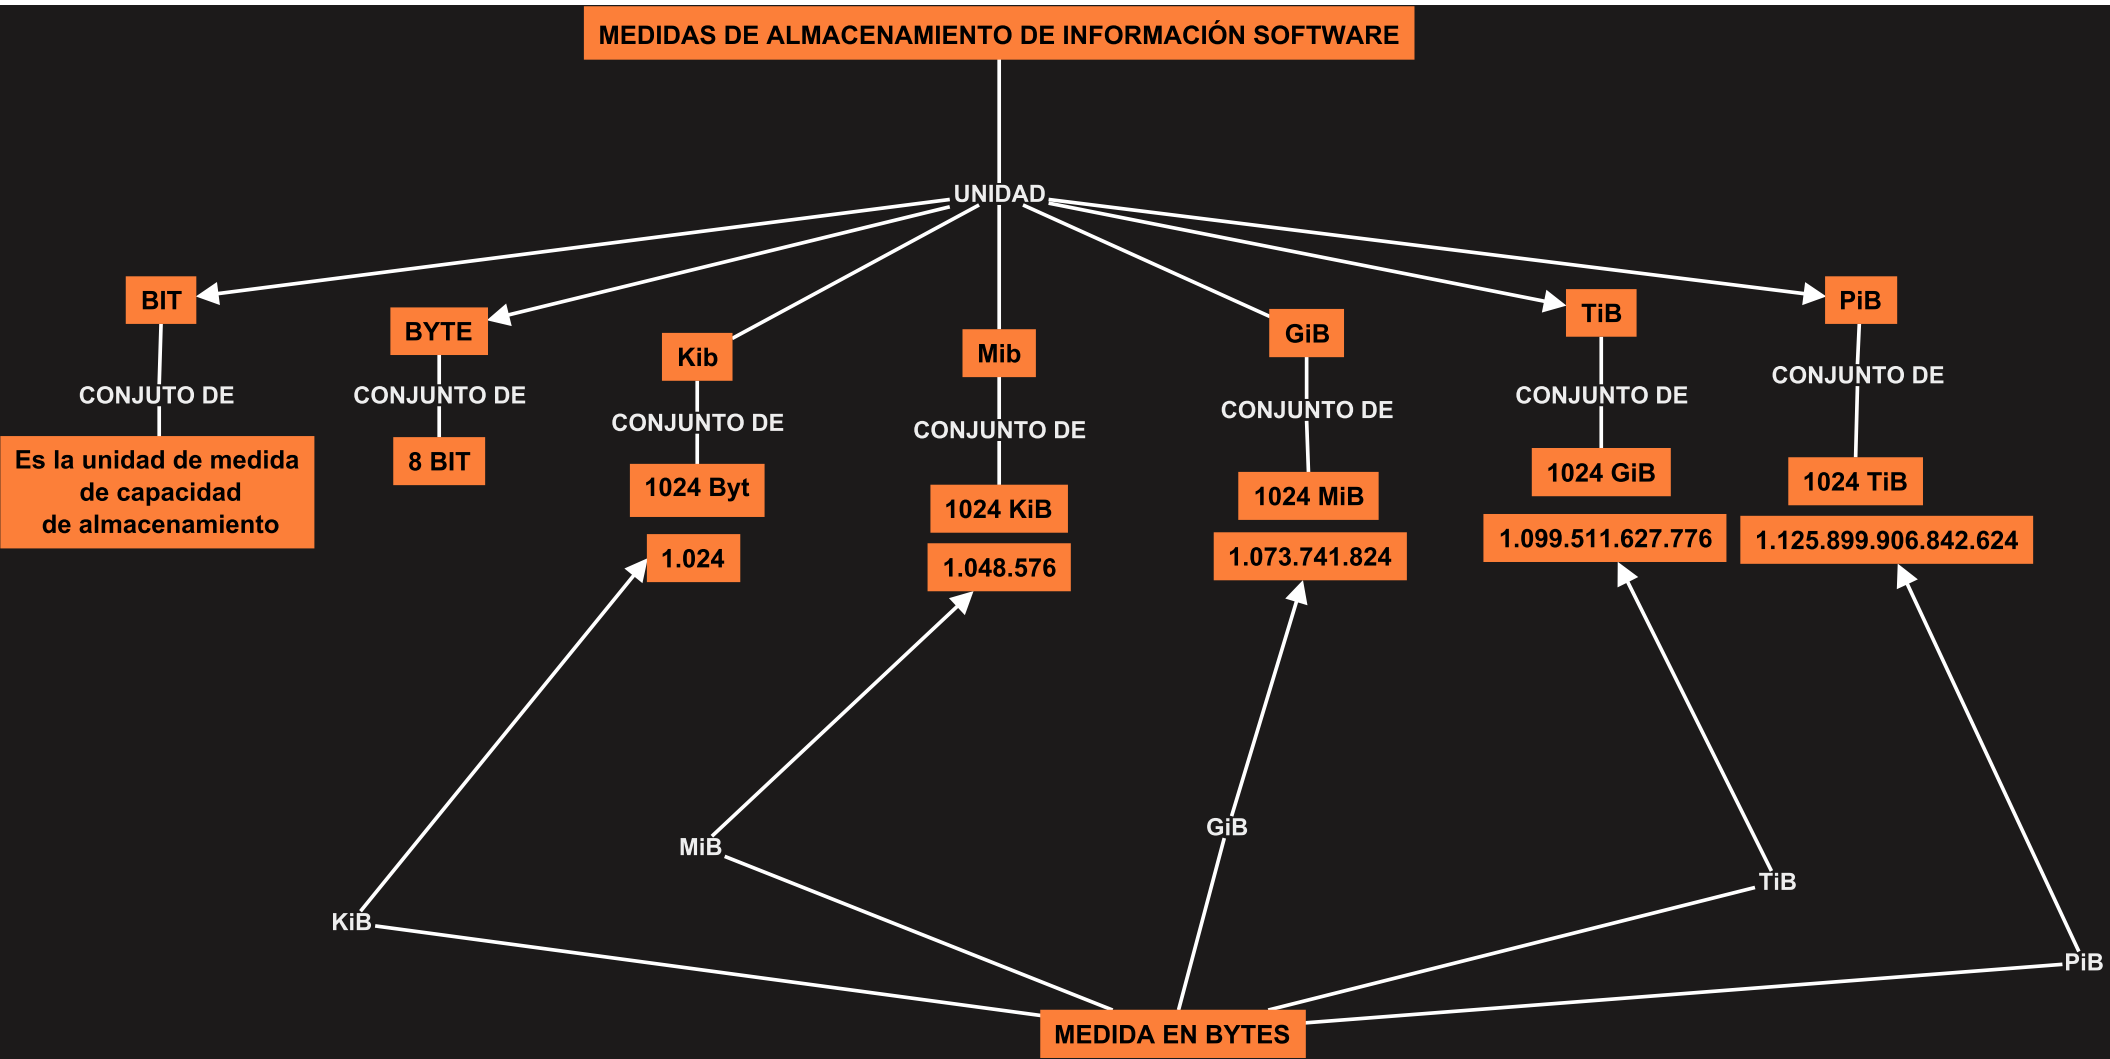 MEDIDAS DE ALMACENAMIENTO DE INFORMACIÓN SOFTWARE
UNIDAD
BIT
BYTE
Kib
Mib
GiB
TiB
PiB
CONJUTO DE
CONJUNTO DE
CONJUNTO DE
CONJUNTO DE
CONJUNTO DE
CONJUNTO DE
CONJUNTO DE
Es la unidad de medida
de capacidad
de almacenamiento
8 BIT
1024 Byt
1024 KiB
1024 MiB
1024 GiB
1024 TiB
1.024
1.048.576
1.073.741.824
1.099.511.627.776
1.125.899.906.842.624
KiB
MiB
GiB
TiB
PiB
MEDIDA EN BYTES